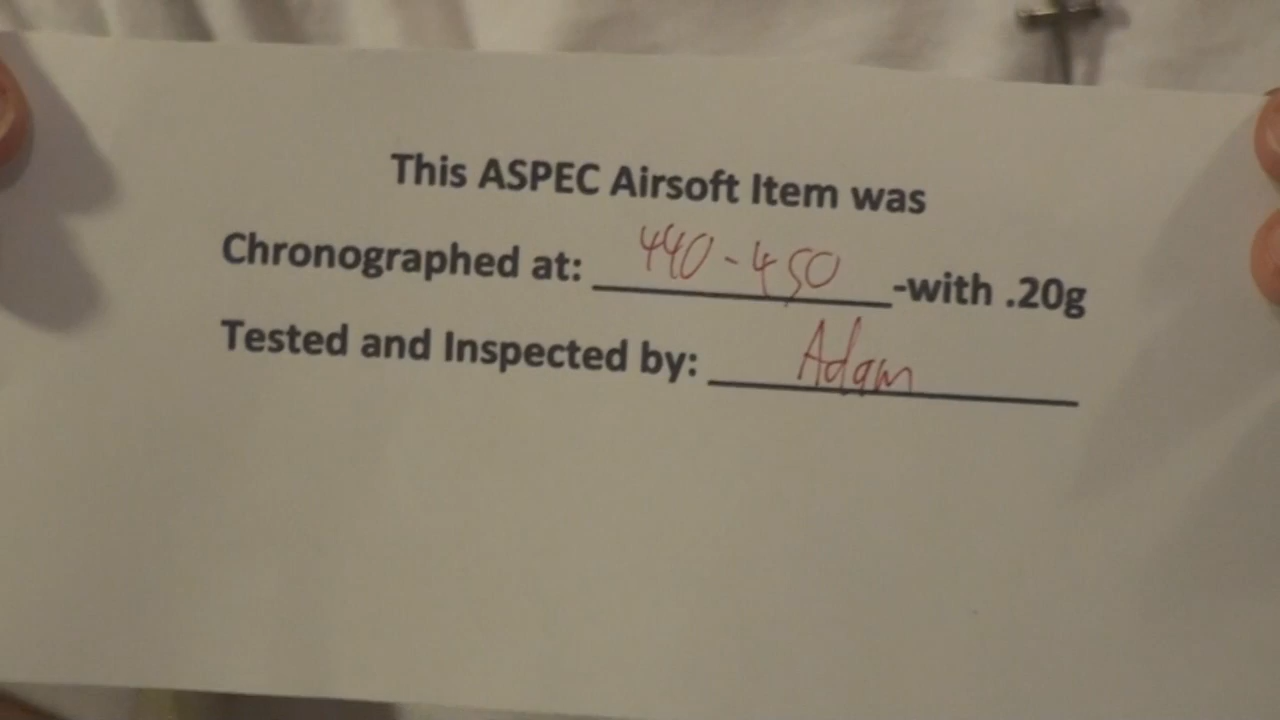 This ASPEC Airsoft Item was
Chronographed at: 440-450 -with .20g
Tested and Inspected by: Adam